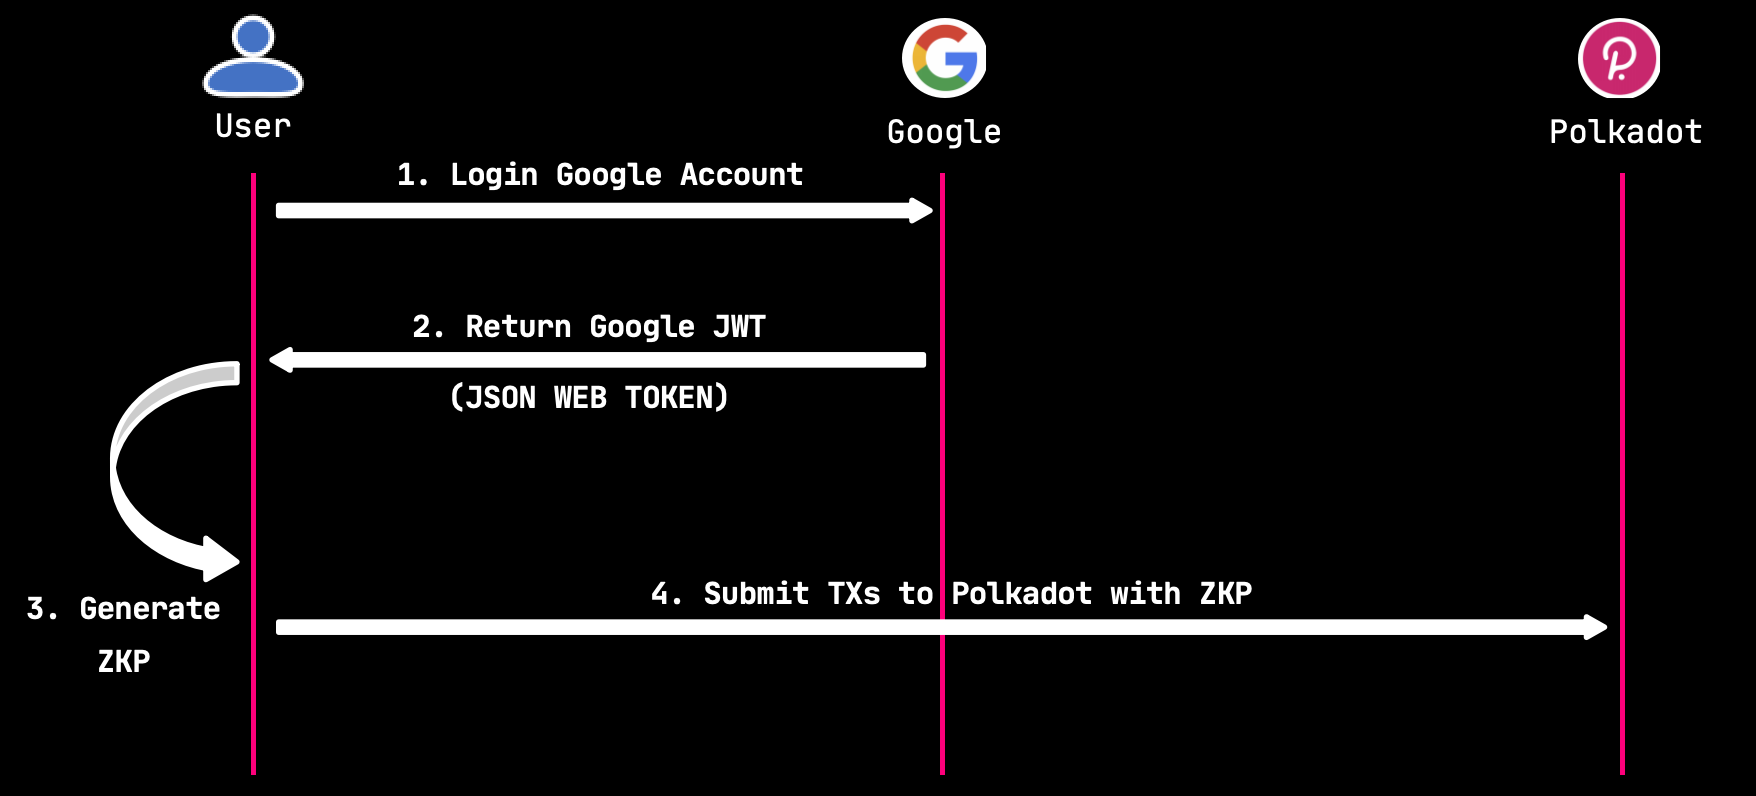 User
Google
Polkadot
1. Login Google Account
2. Return Google JWT
(JSON WEB TOKEN)
3. Generate
ZKP
4. Submit TXs to Polkadot with ZKP